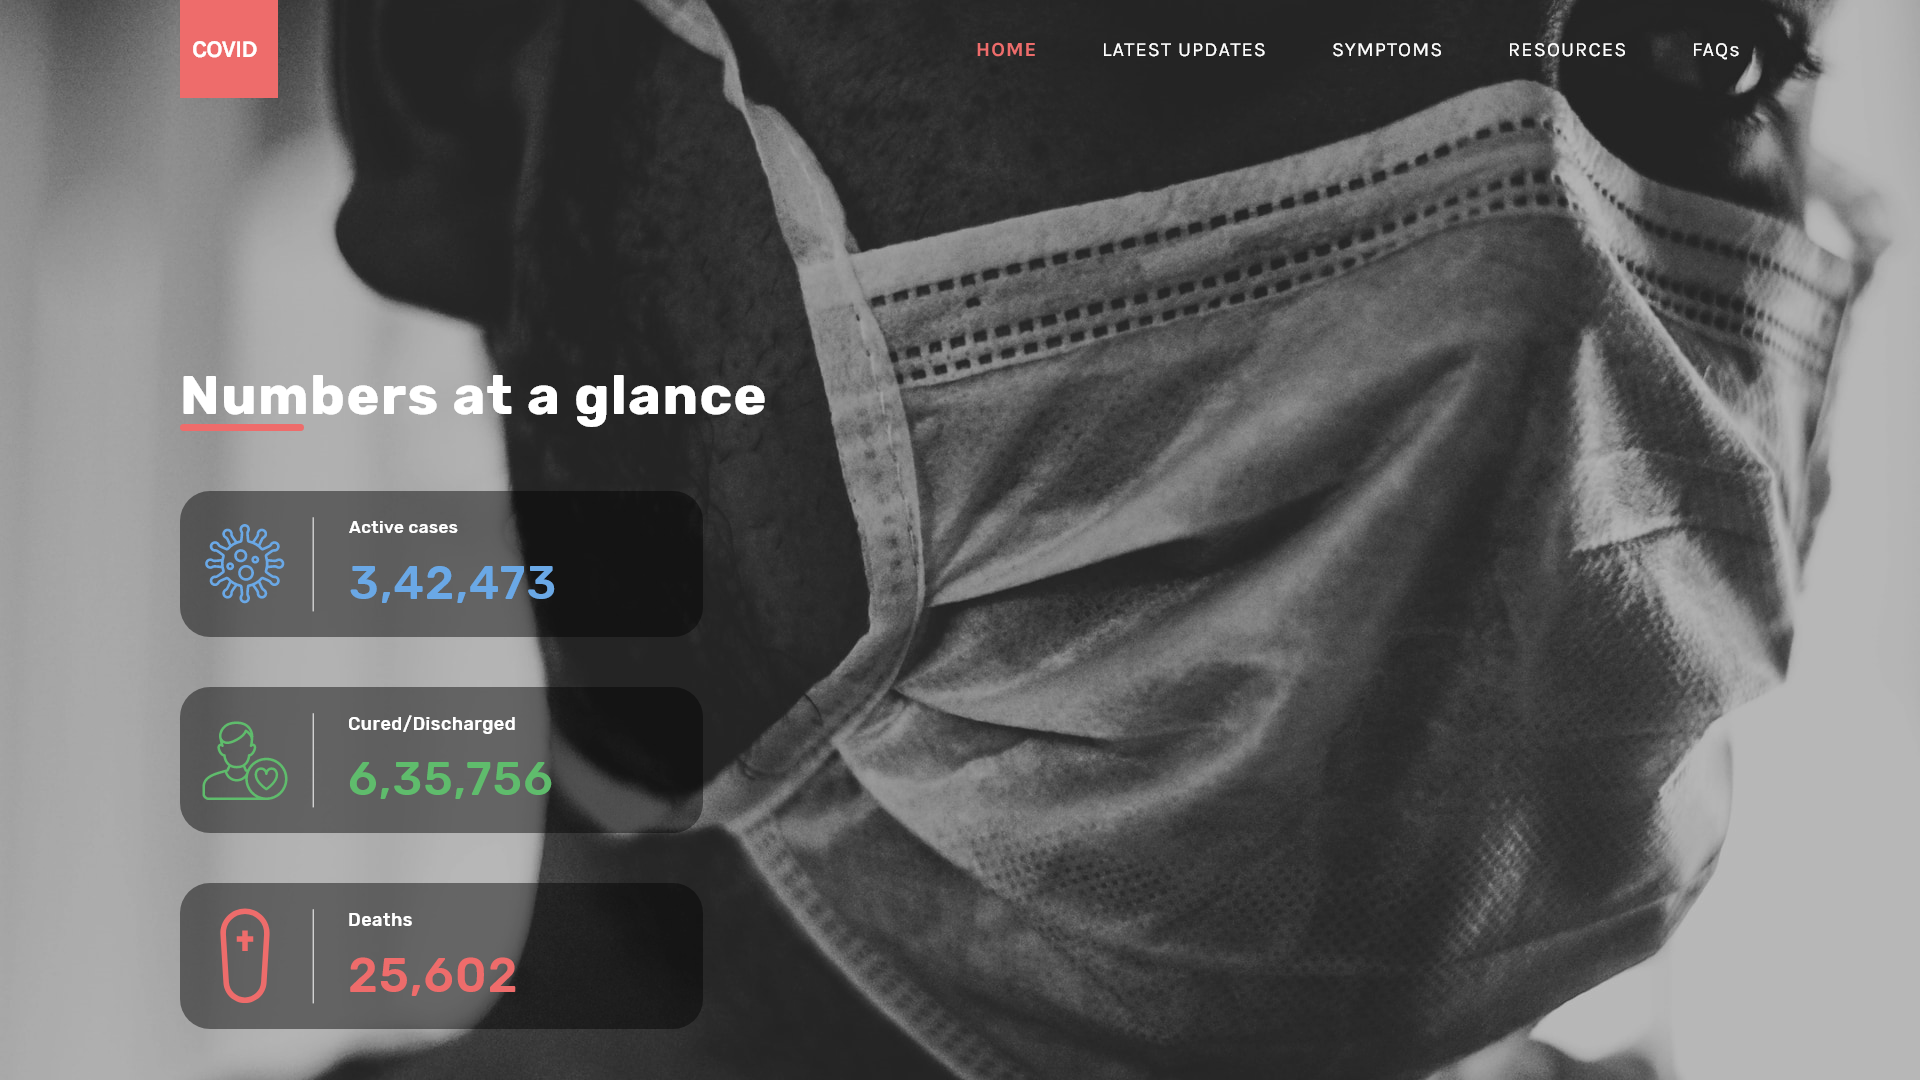 COVID
HOME
LATEST UPDATES
SYMPTOMS
RESOURCES
FAQs
Numbers at a glance
Active cases
3,42,473
Cured/Discharged
6,35,756
Deaths
25,602